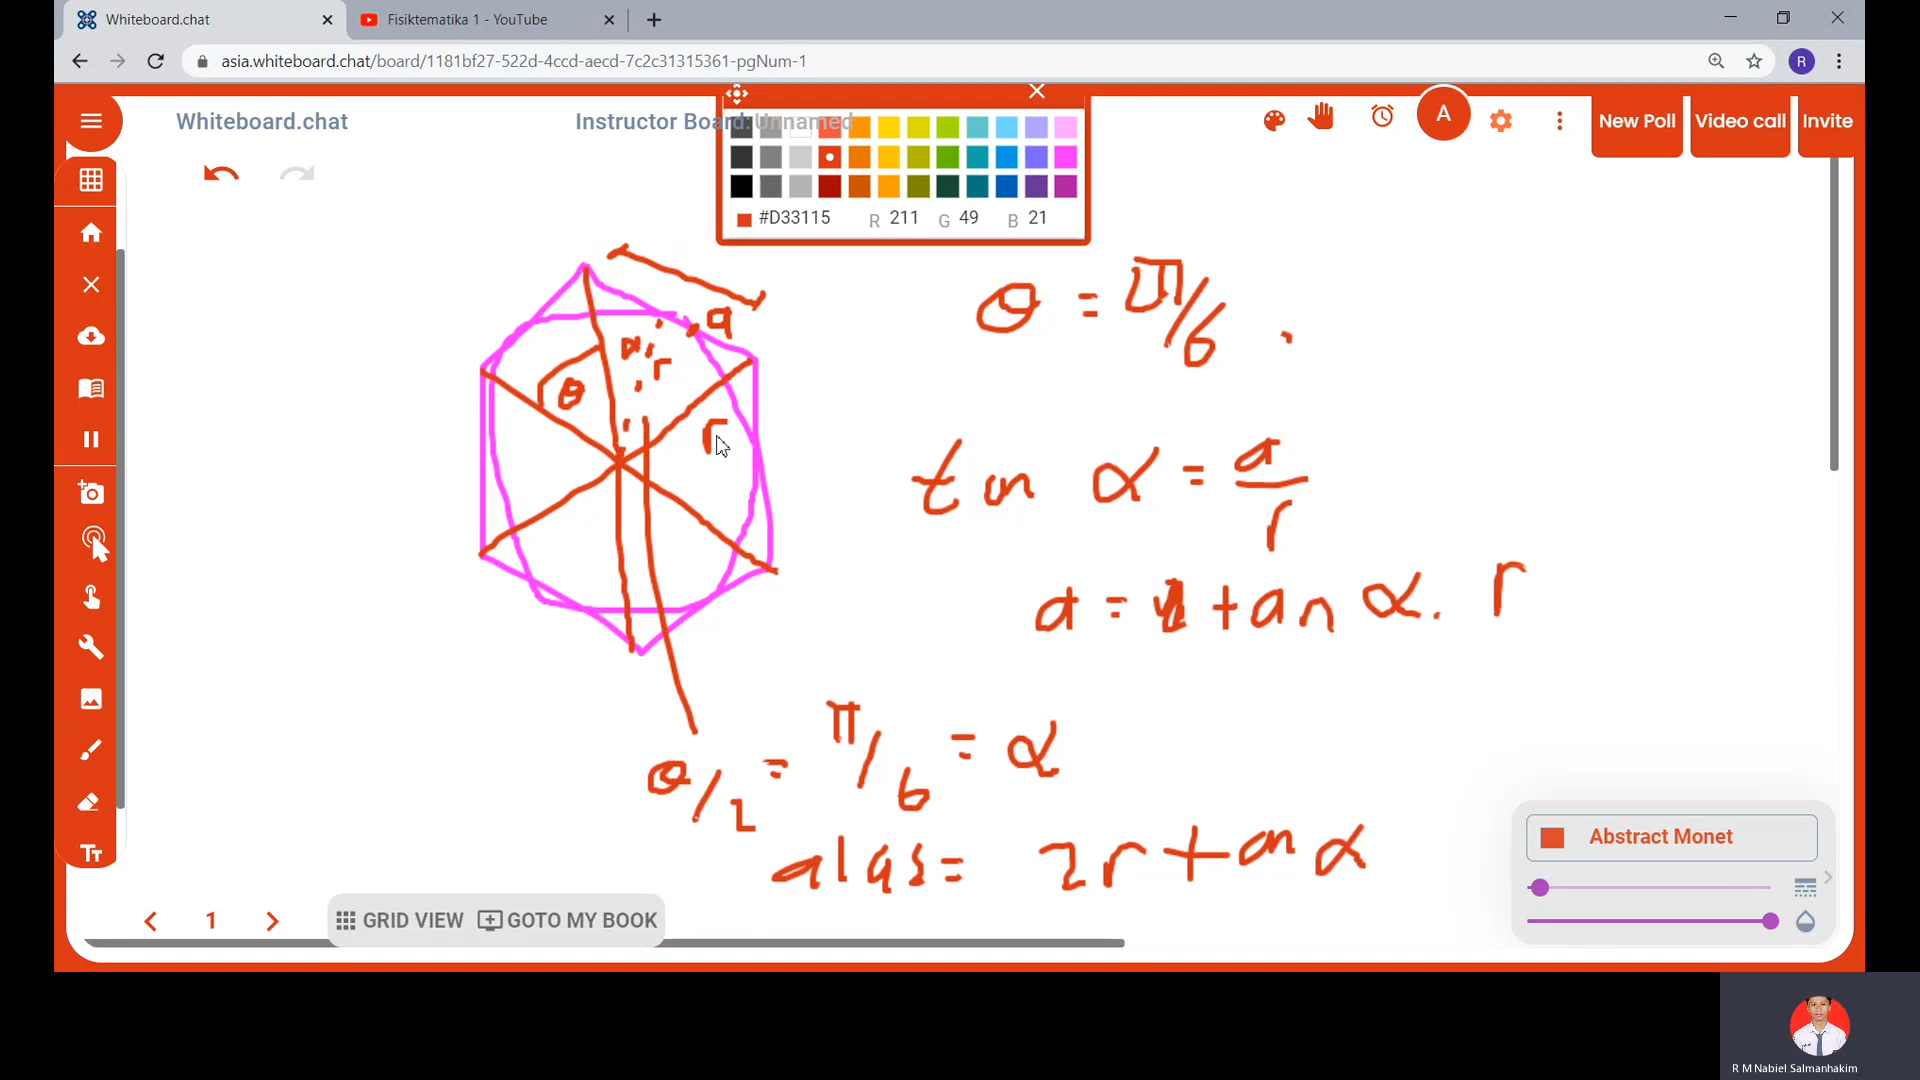 Whiteboard.chat
Fisiktematika 1 - YouTube
asia.whiteboard.chat/board/1181bf27-522d-4ccd-aecd-7c2c31315361-pgNum-1
R
Whiteboard.chat
Instructor Board: Unnamed
A
New Poll
Video call
Invite
#D33115
R 211 G 49 B 21
a
α
r
θ
r
θ = 2π/6 .
tan α = a/r
a = tan α. r
θ/2 = π/6 = α
alas = 2r tan α
Tт
Abstract Monet
1
GRID VIEW
GOTO MY BOOK
R M Nabiel Salmanhakim